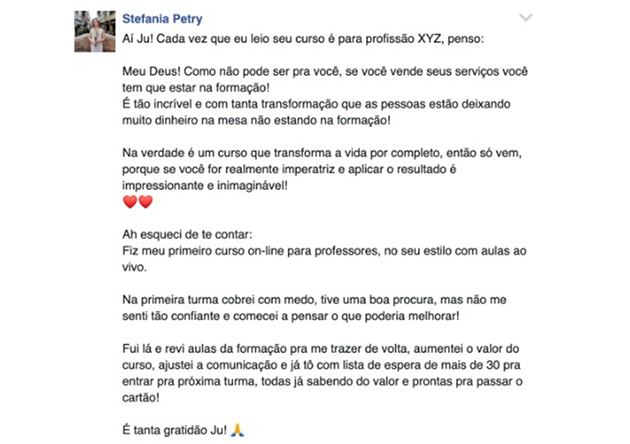 Stefania Petry
Aí Ju! Cada vez que eu leio seu curso é para profissão XYZ, penso:
Meu Deus! Como não pode ser pra você, se você vende seus serviços você
tem que estar na formação!
É tão incrível e com tanta transformação que as pessoas estão deixando
muito dinheiro na mesa não estando na formação!
Na verdade é um curso que transforma a vida por completo, então só vem,
porque se você for realmente imperatriz e aplicar o resultado é
impressionante e inimaginável!
♥️♥️
Ah esqueci de te contar:
Fiz meu primeiro curso on-line para professores, no seu estilo com aulas ao
vivo.
Na primeira turma cobrei com medo, tive uma boa procura, mas não me
senti tão confiante e comecei a pensar o que poderia melhorar!
Fui lá e revi aulas da formação pra me trazer de volta, aumentei o valor do
curso, ajustei a comunicação e já tô com lista de espera de mais de 30 pra
entrar pra próxima turma, todas já sabendo do valor e prontas pra passar o
cartão!
É tanta gratidão Ju! 🙏